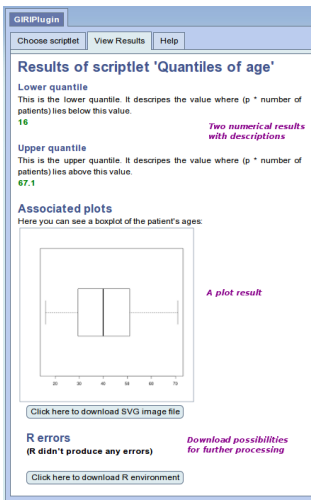 GIRIPlugin
Choose scriptlet View Results Help
Results of scriptlet 'Quantiles of age'
Lower quantile
This is the lower quantile. It descripes the value where (p * number of
patients) lies below this value.
16
Two numerical results
with descriptions
Upper quantile
This is the upper quantile. It descripes the value where (p * number of
patients) lies above this value.
67.1
Associated plots
Here you can see a boxplot of the patient's ages:
A plot result
20 30 40 50 60 70
Click here to download SVG image file
R errors
(R didn't produce any errors)
Download possibilities
for further processing
Click here to download R environment